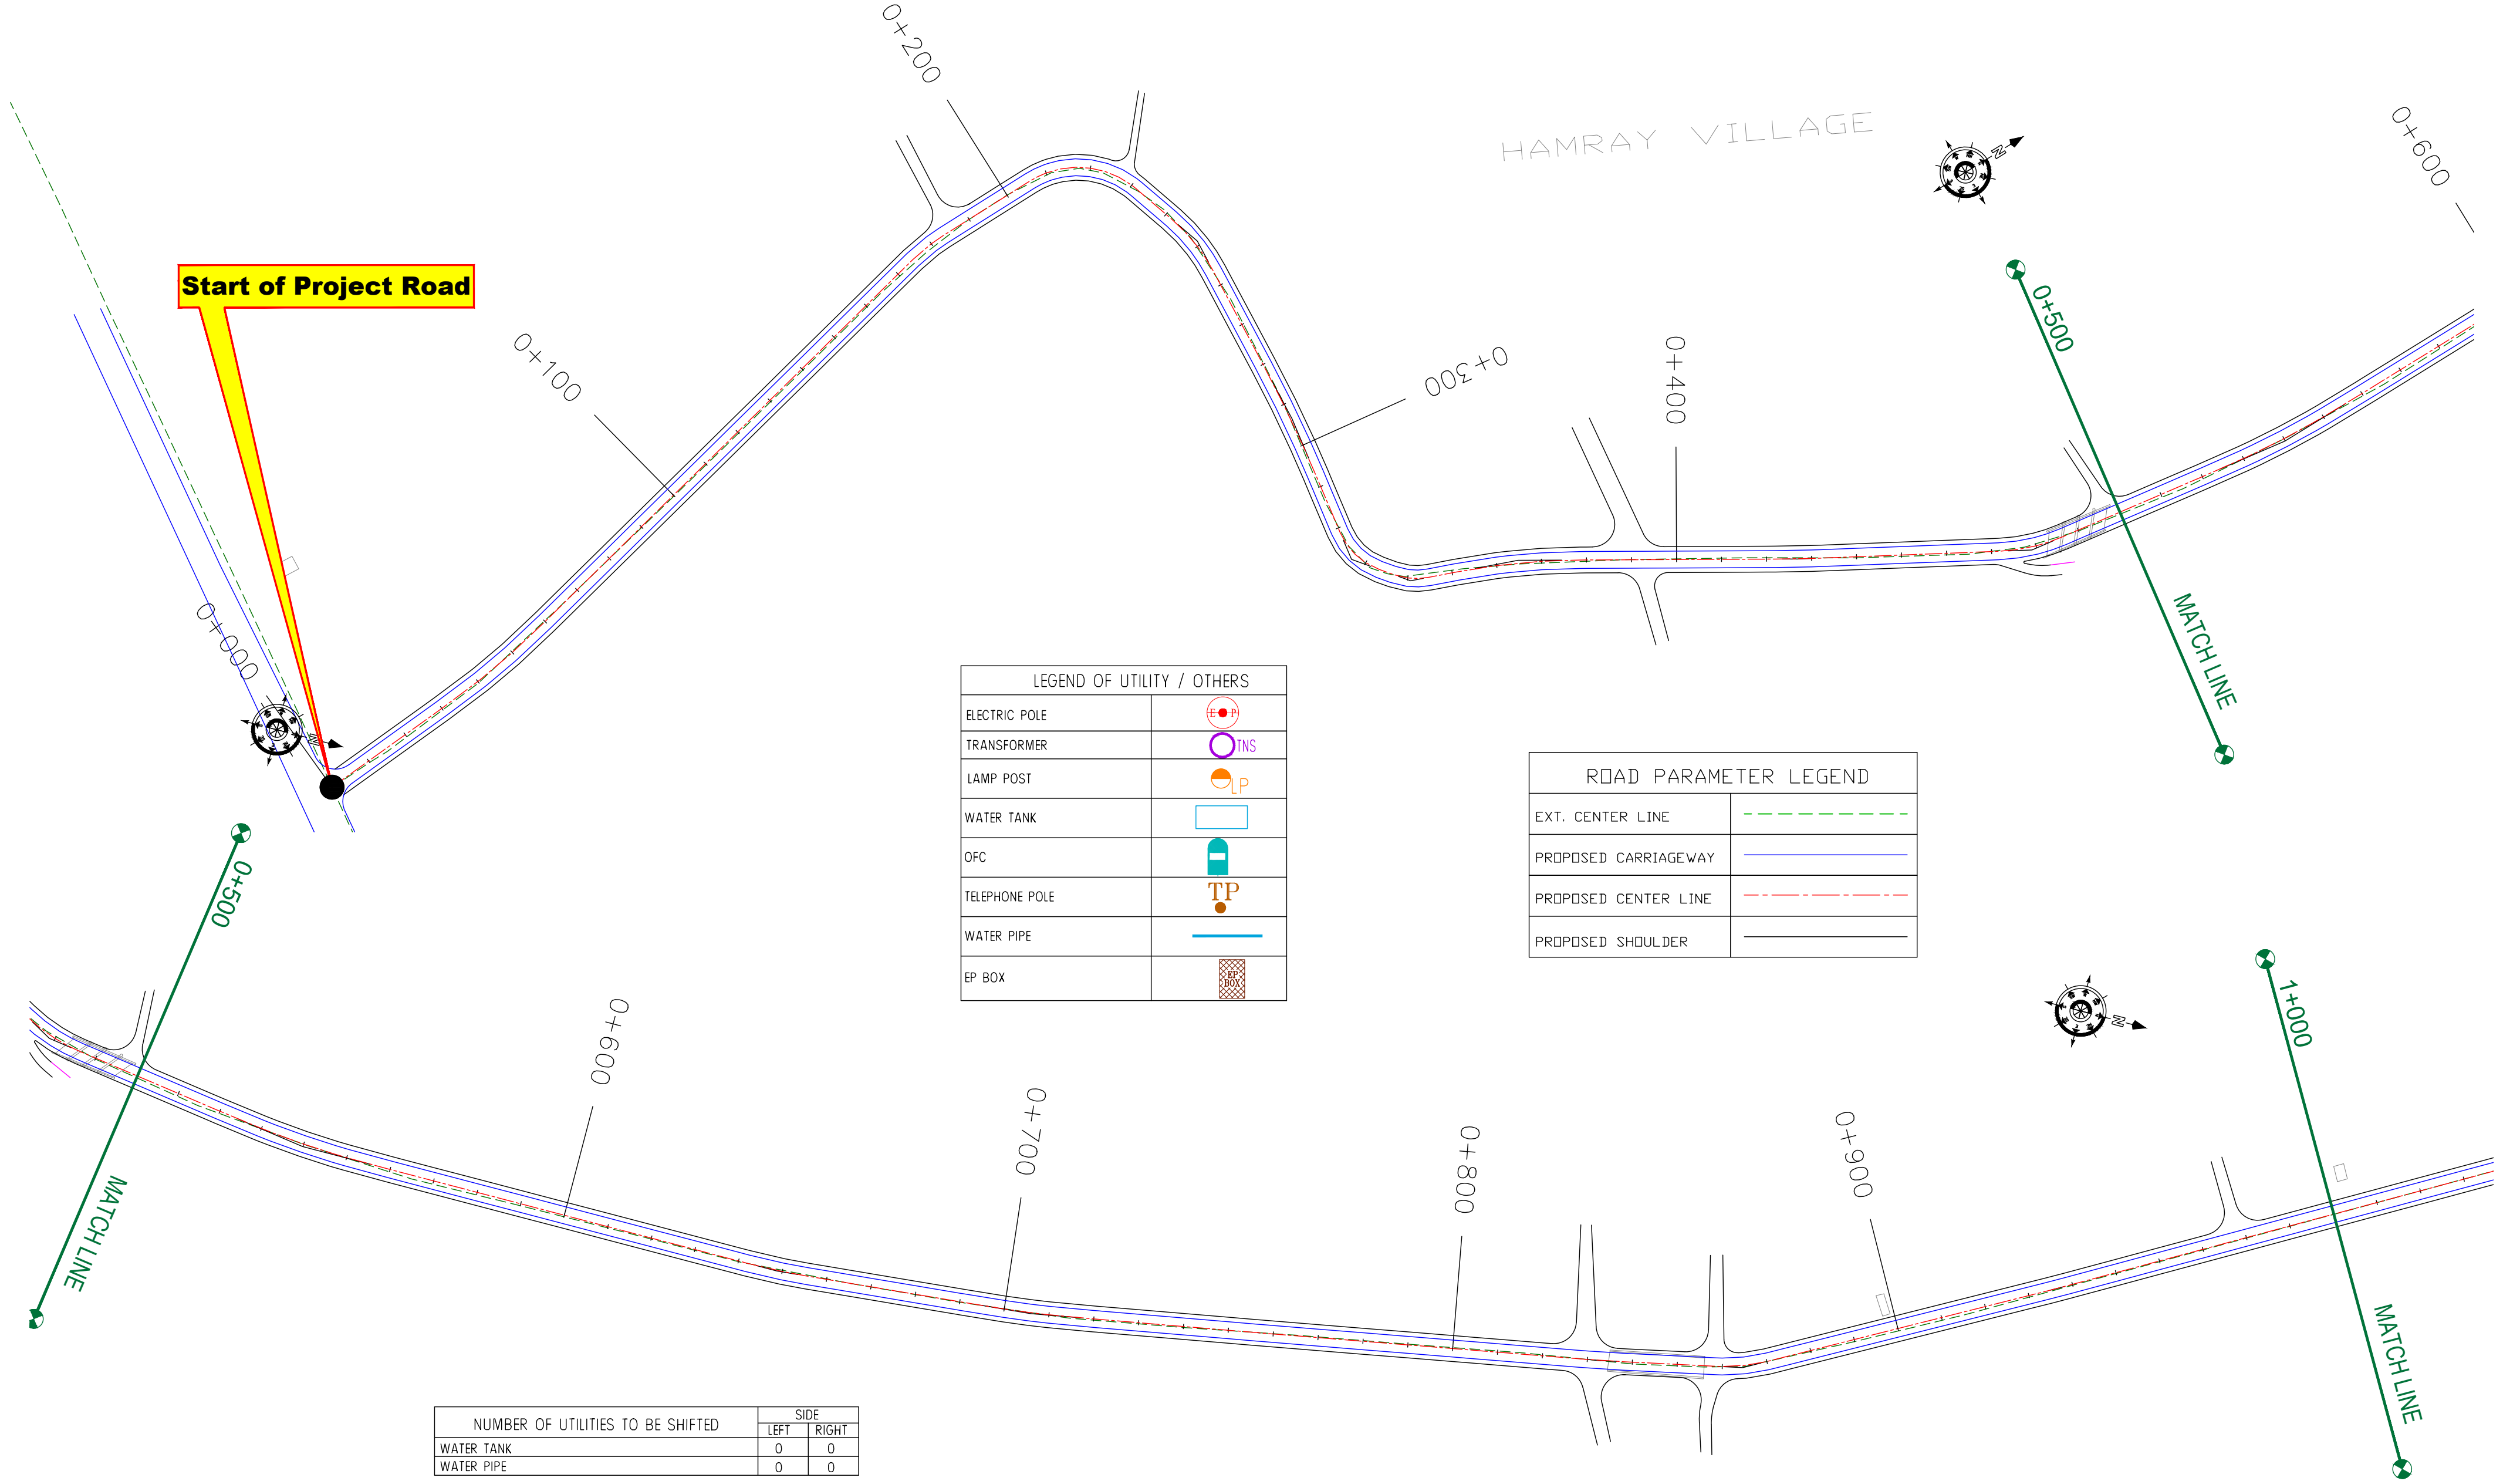 0+200
HAMRAY VILLAGE
N
0+600
Start of Project Road
0+500
0+100
0+300
0+400
0+000
N
MATCH LINE
LEGEND OF UTILITY / OTHERS
ELECTRIC POLE E P
TRANSFORMER TNS
LAMP POST LP
WATER TANK
OFC
TELEPHONE POLE TP
WATER PIPE
EP BOX EP BOX
ROAD PARAMETER LEGEND
EXT. CENTER LINE
PROPOSED CARRIAGEWAY
PROPOSED CENTER LINE
PROPOSED SHOULDER
0+500
MATCH LINE
0+600
0+700
0+800
0+900
N
1+000
MATCH LINE
NUMBER OF UTILITIES TO BE SHIFTED SIDE
LEFT RIGHT
WATER TANK 0 0
WATER PIPE 0 0